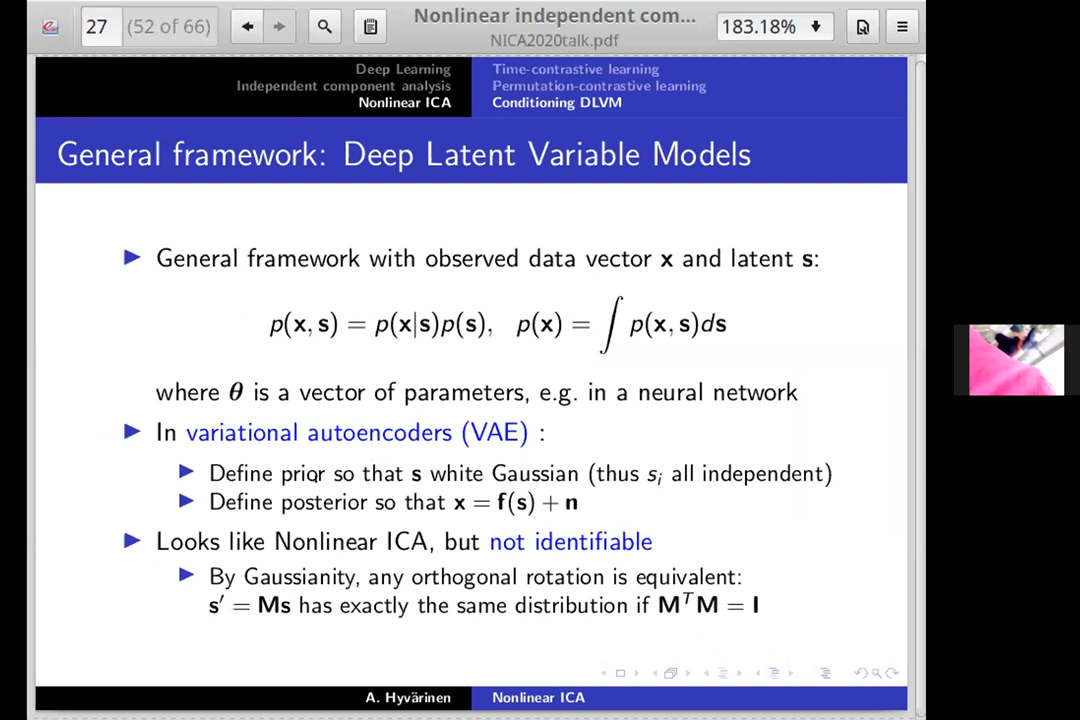 27 (52 of 66) Nonlinear independent com... 183.18%
NICA2020talk.pdf
Deep Learning
Independent component analysis
Nonlinear ICA
Time-contrastive learning
Permutation-contrastive learning
Conditioning DLVM
General framework: Deep Latent Variable Models
General framework with observed data vector x and latent s:
p(x, s) = p(x|s)p(s), p(x) = ∫ p(x, s)ds
where θ is a vector of parameters, e.g. in a neural network
In variational autoencoders (VAE) :
Define prior so that s white Gaussian (thus sᵢ all independent)
Define posterior so that x = f(s) + n
Looks like Nonlinear ICA, but not identifiable
By Gaussianity, any orthogonal rotation is equivalent:
s′ = Ms has exactly the same distribution if MᵀM = I
A. Hyvärinen Nonlinear ICA